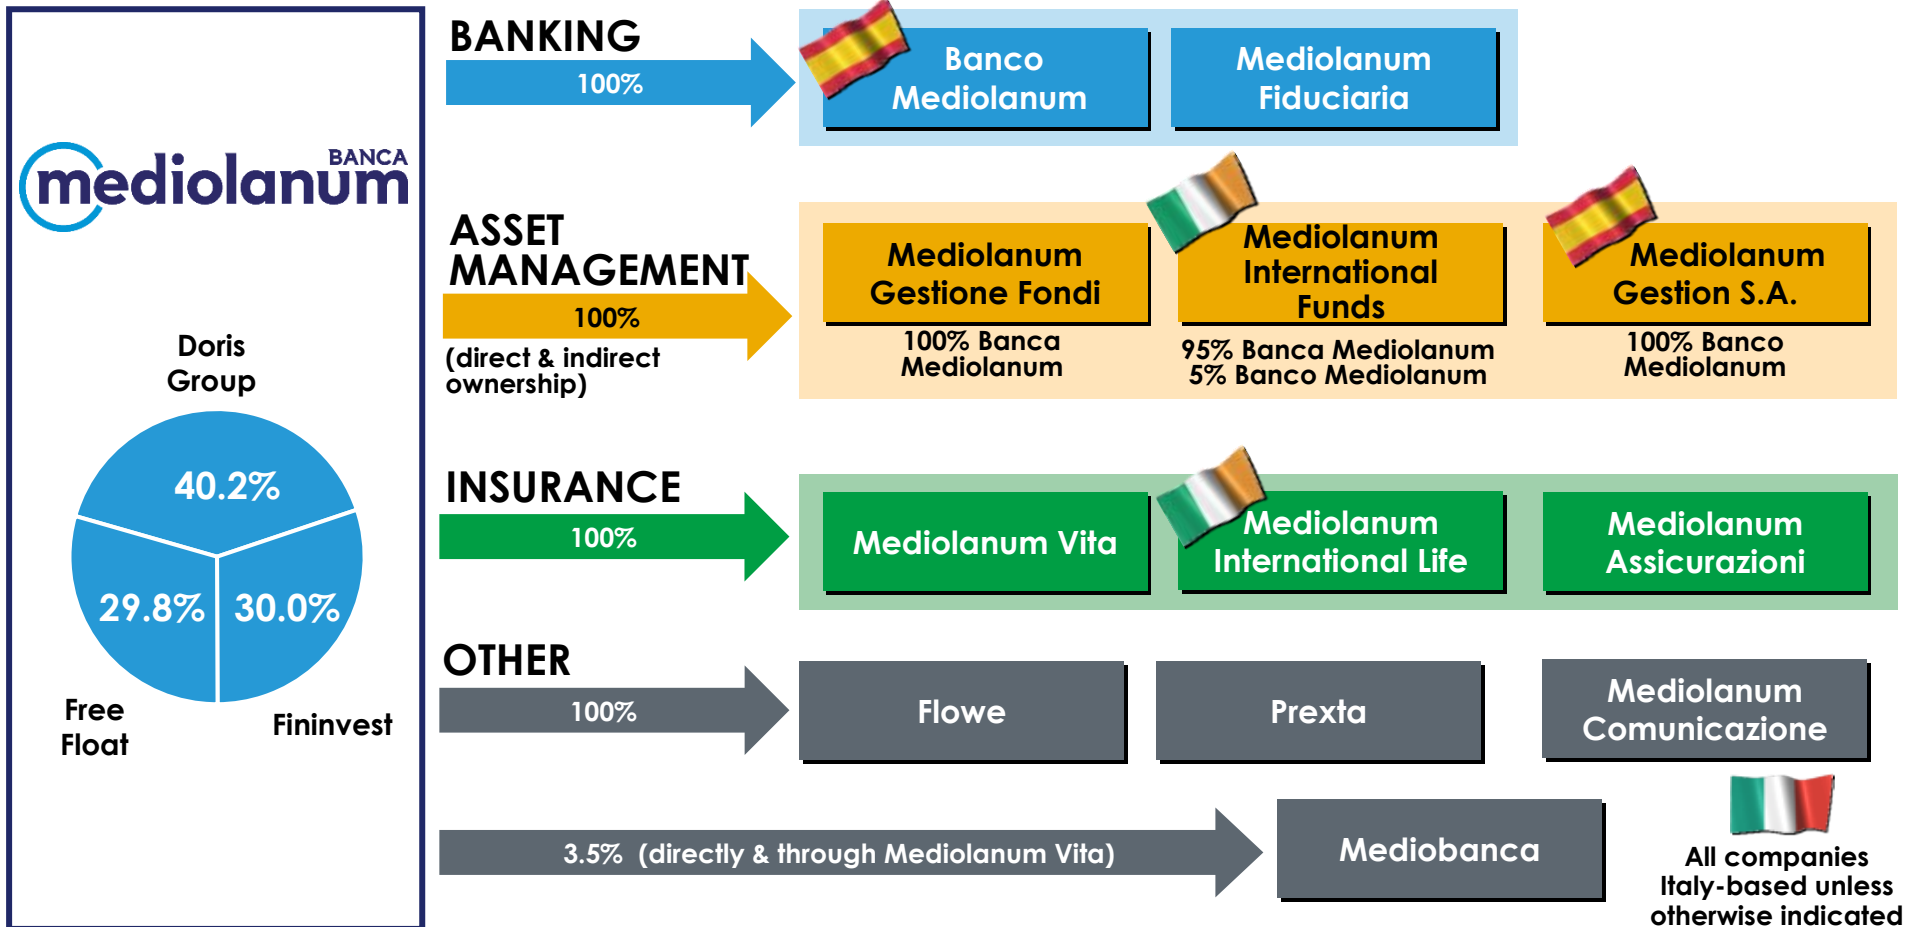 BANCA
mediolanum
Doris
Group
40.2%
29.8%
30.0%
Free
Float
Fininvest
BANKING
100%
Banco
Mediolanum
Mediolanum
Fiduciaria
ASSET
MANAGEMENT
100%
(direct & indirect
ownership)
Mediolanum
Gestione Fondi
100% Banca
Mediolanum
Mediolanum
International
Funds
95% Banca Mediolanum
5% Banco Mediolanum
Mediolanum
Gestion S.A.
100% Banco
Mediolanum
INSURANCE
100%
Mediolanum Vita
Mediolanum
International Life
Mediolanum
Assicurazioni
OTHER
100%
Flowe
Prexta
Mediolanum
Comunicazione
3.5% (directly & through Mediolanum Vita)
Mediobanca
All companies
Italy-based unless
otherwise indicated